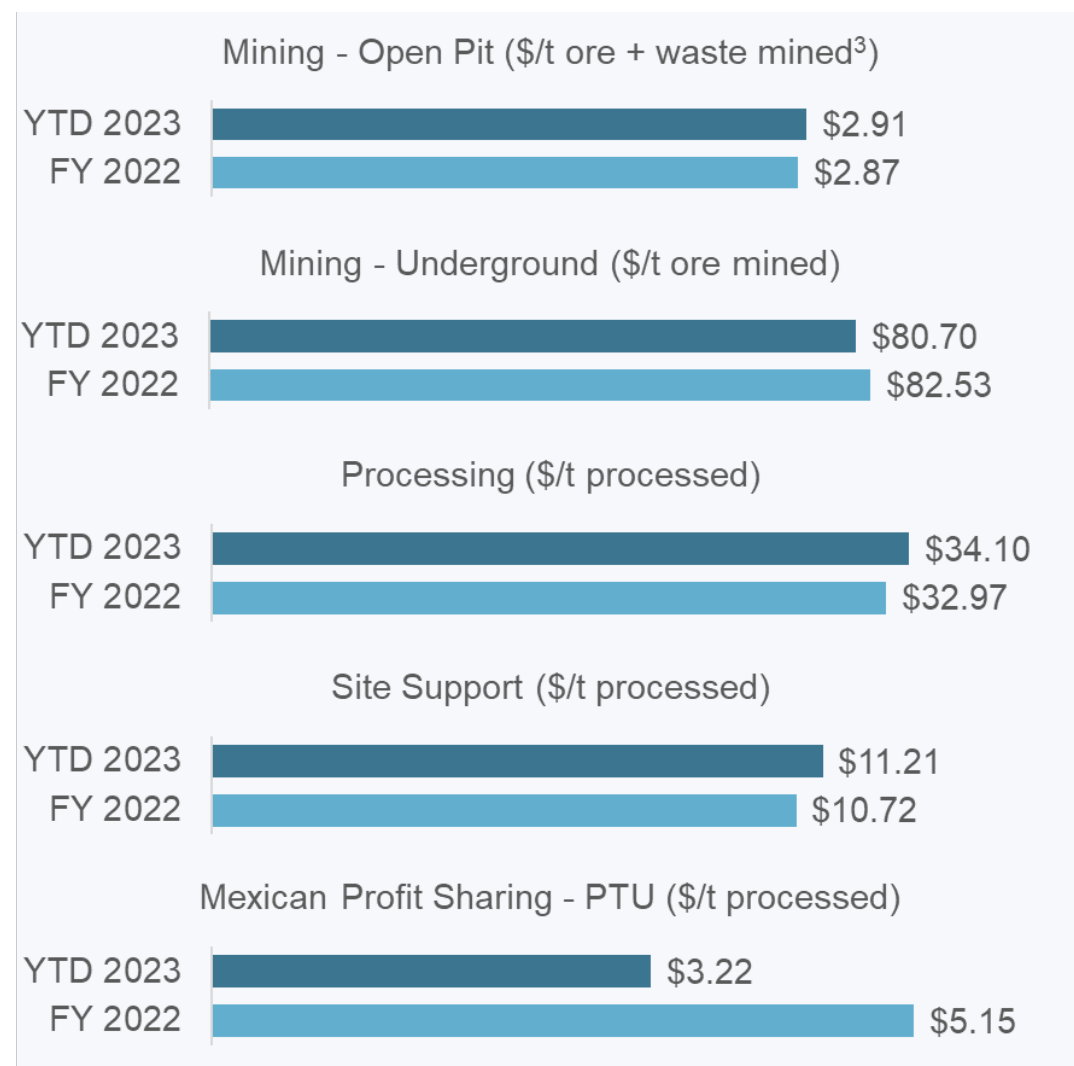 Mining - Open Pit ($/t ore + waste mined³)
YTD 2023 $2.91
FY 2022 $2.87
Mining - Underground ($/t ore mined)
YTD 2023 $80.70
FY 2022 $82.53
Processing ($/t processed)
YTD 2023 $34.10
FY 2022 $32.97
Site Support ($/t processed)
YTD 2023 $11.21
FY 2022 $10.72
Mexican Profit Sharing - PTU ($/t processed)
YTD 2023 $3.22
FY 2022 $5.15